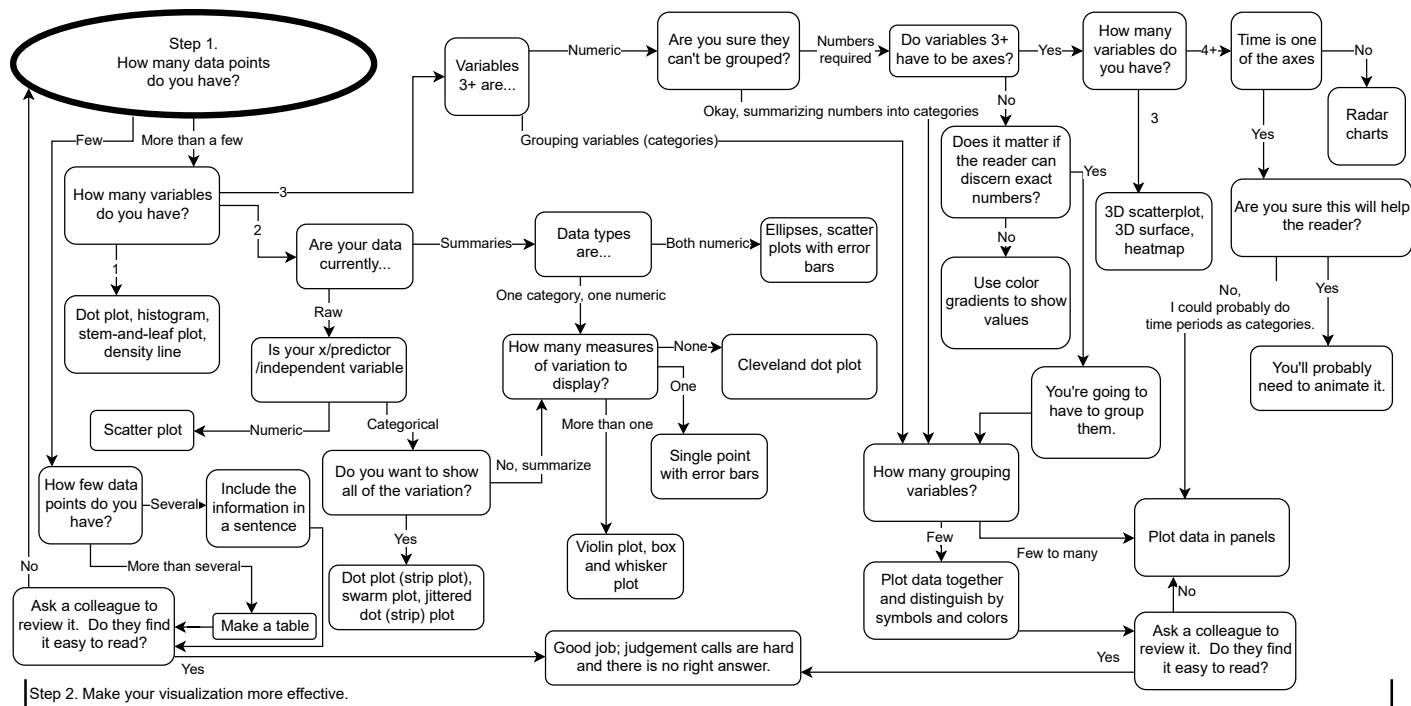 Step 1.
How many data points
do you have?
Few
More than a few
How many variables
do you have?
1
2
3
Dot plot, histogram,
stem-and-leaf plot,
density line
Are your data
currently...
Summaries
Raw
Data types
are...
Both numeric
Ellipses, scatter
plots with error
bars
One category, one numeric
Is your x/predictor
/independent variable
Numeric
Scatter plot
Categorical
How many measures
of variation to
display?
None
Cleveland dot plot
One
Single point
with error bars
More than one
Violin plot, box
and whisker
plot
Do you want to show
all of the variation?
No, summarize
Yes
Dot plot (strip plot),
swarm plot, jittered
dot (strip) plot
How few data
points do you
have?
Several
Include the
information in
a sentence
More than several
Make a table
Ask a colleague to
review it.  Do they find
it easy to read?
No
Yes
Good job; judgement calls are hard
and there is no right answer.
Variables
3+ are...
Numeric
Grouping variables (categories)
Are you sure they
can't be grouped?
Numbers
required
Okay, summarizing numbers into categories
Do variables 3+
have to be axes?
Yes
No
Does it matter if
the reader can
discern exact
numbers?
Yes
No
Use color
gradients to show
values
You're going to
have to group
them.
How many
variables do
you have?
4+
3
3D scatterplot,
3D surface,
heatmap
Time is one
of the axes
No
Radar
charts
Yes
Are you sure this will help
the reader?
No,
I could probably do
time periods as categories.
Yes
You'll probably
need to animate it.
How many grouping
variables?
Few
Few to many
Plot data in panels
Plot data together
and distinguish by
symbols and colors
No
Ask a colleague to
review it.  Do they find
it easy to read?
Yes
Step 2. Make your visualization more effective.